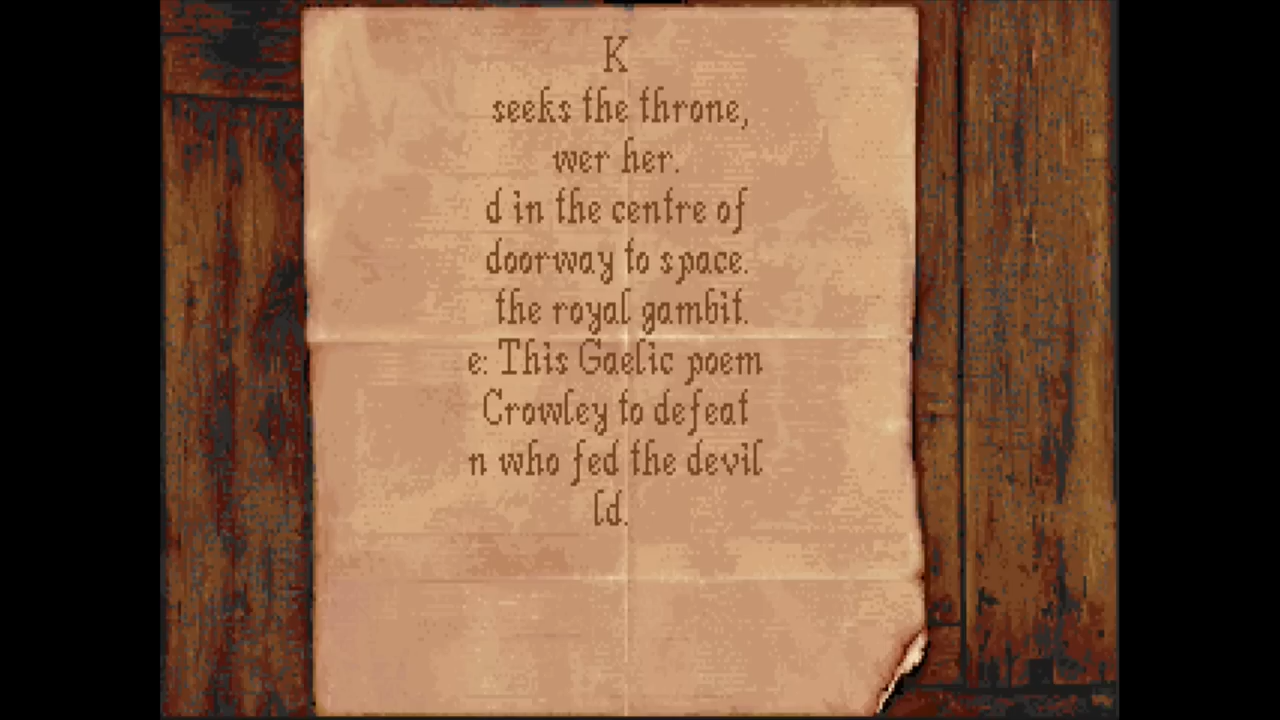 K
seeks the throne,
wer her.
d in the centre of
doorway to space.
the royal gambit.
e: This Gaelic poem
Crowley to defeat
n who fed the devil
ld.